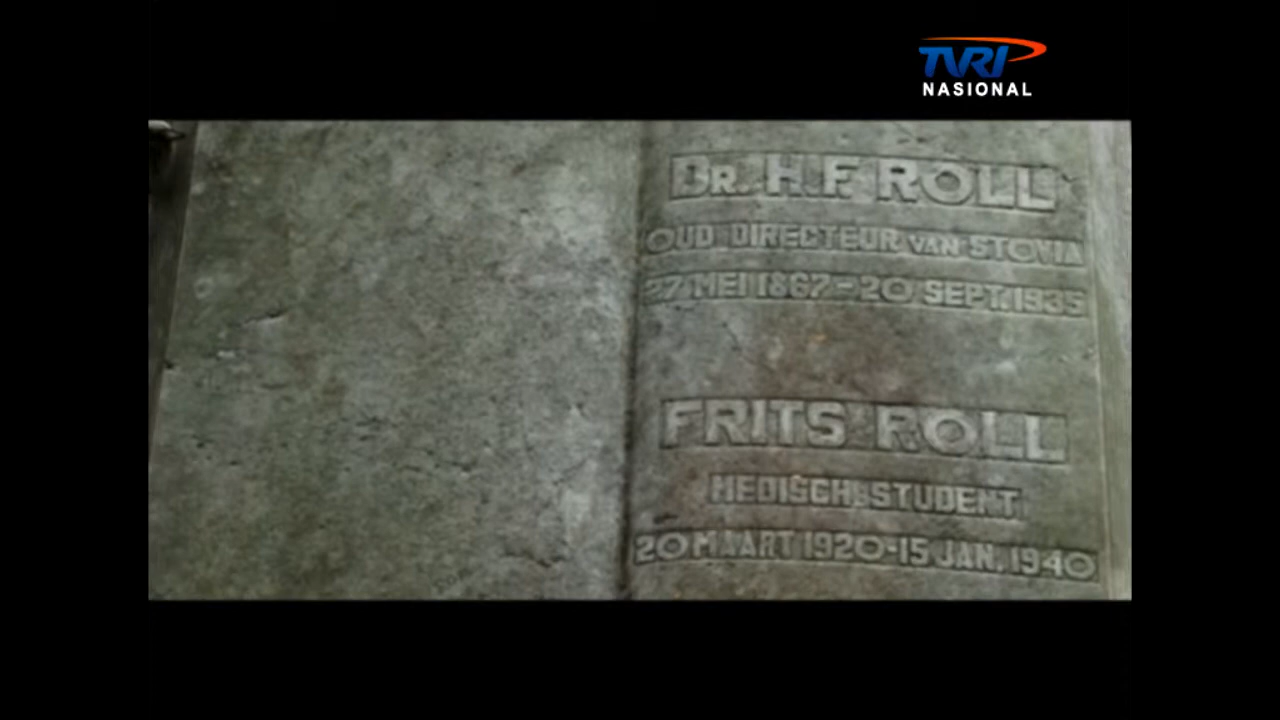 TVRI
NASIONAL
DR. H.F. ROLL
OUD DIRECTEUR VAN STOVIA
27 MEI 1867 - 20 SEPT. 1935
FRITS ROLL
MEDISCH STUDENT
20 MAART 1920 - 15 JAN. 1940